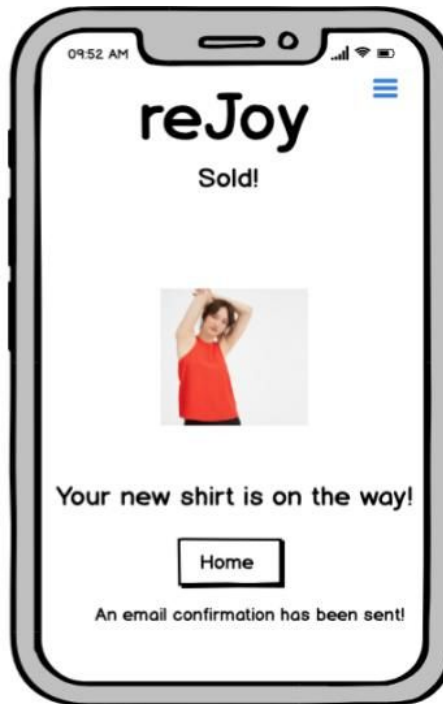 09:52 AM
reJoy
Sold!
Your new shirt is on the way!
Home
An email confirmation has been sent!